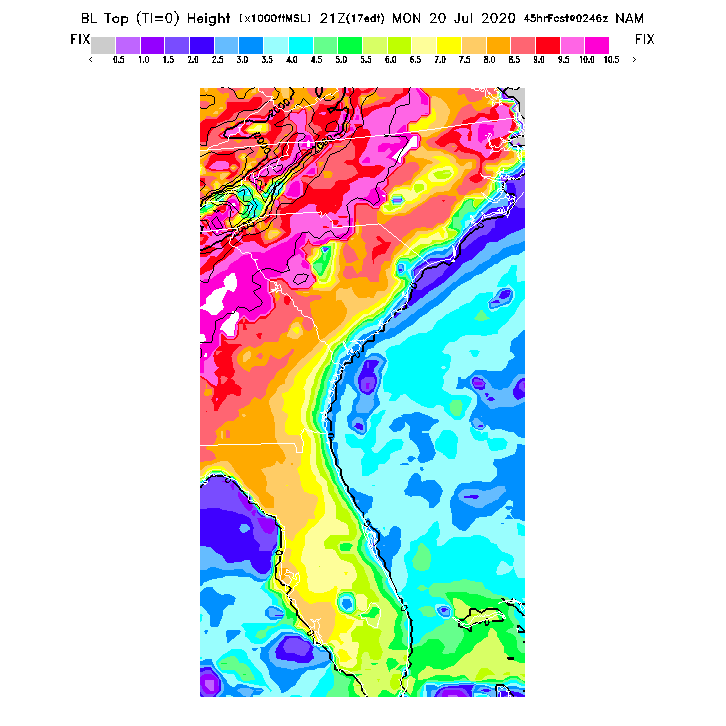 BL Top (TI=0) Height [x1000ftMSL] 21Z(17edt) MON 20 Jul 2020 45hrFcst@0246z NAM
FIX FIX
< 0.5 1.0 1.5 2.0 2.5 3.0 3.5 4.0 4.5 5.0 5.5 6.0 6.5 7.0 7.5 8.0 8.5 9.0 9.5 10.0 10.5 >